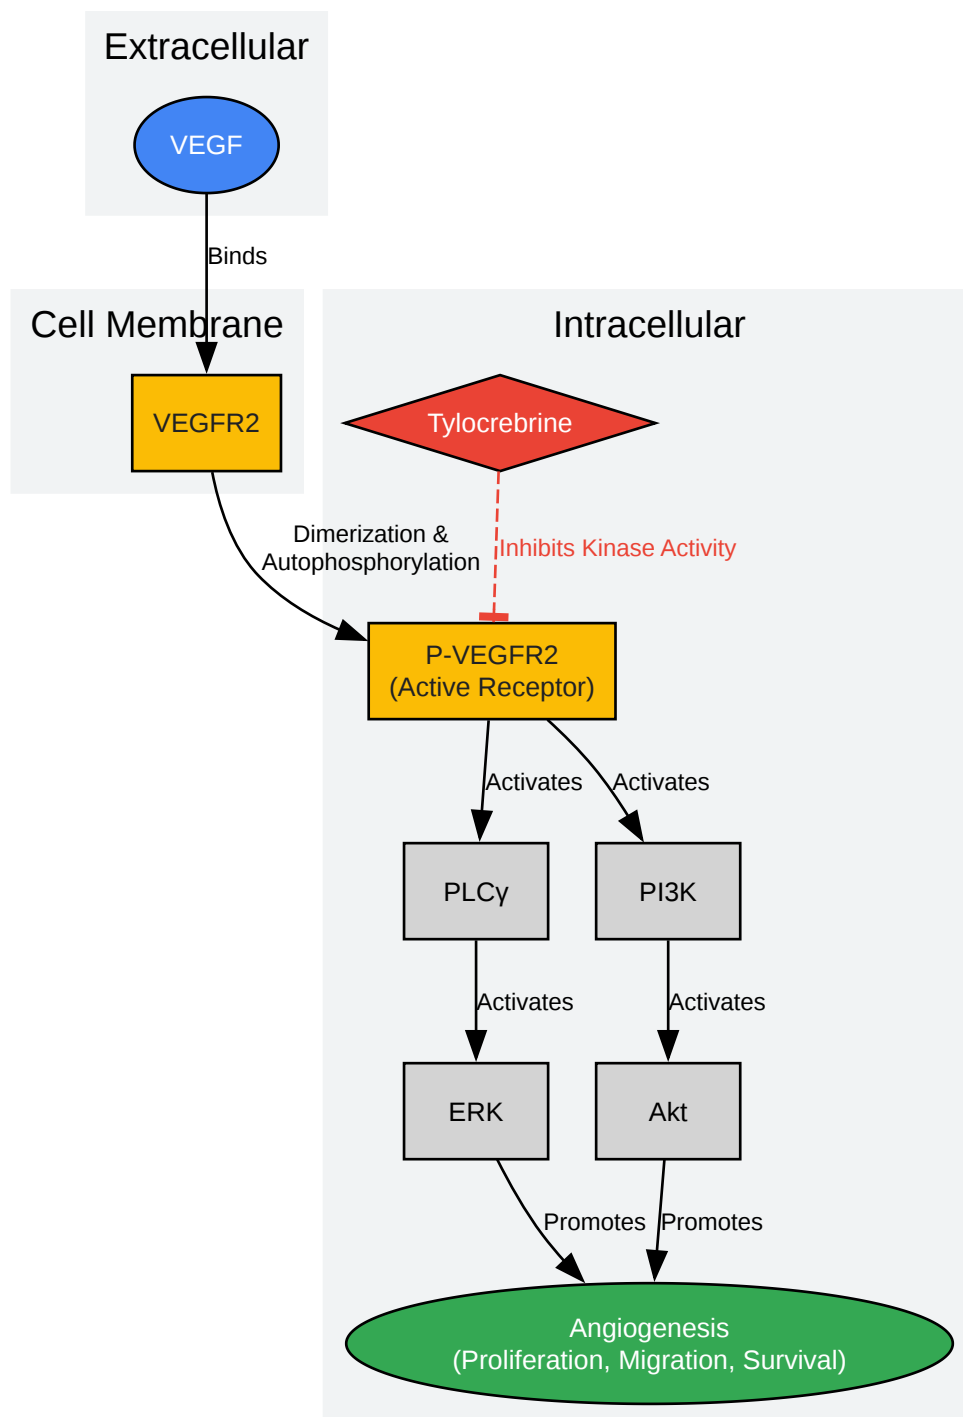 Extracellular
VEGF
Binds
Cell Membrane
Intracellular
VEGFR2
Tylocrebrine
Dimerization &
Autophosphorylation
Inhibits Kinase Activity
P-VEGFR2
(Active Receptor)
Activates
Activates
PLCγ
PI3K
Activates
Activates
ERK
Akt
Promotes
Promotes
Angiogenesis
(Proliferation, Migration, Survival)